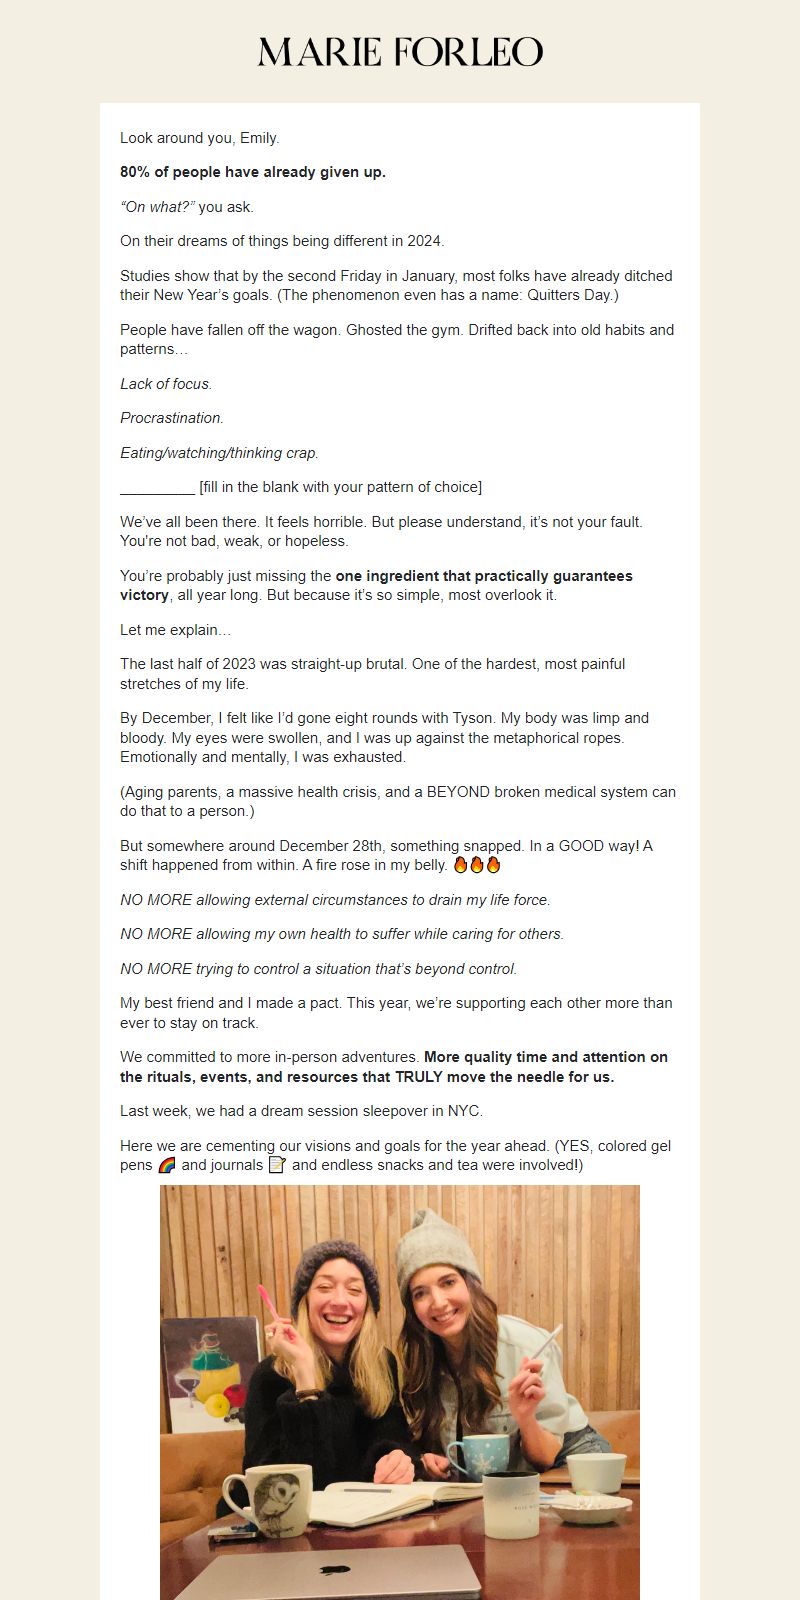 MARIE FORLEO
Look around you, Emily.
80% of people have already given up.
“On what?” you ask.
On their dreams of things being different in 2024.
Studies show that by the second Friday in January, most folks have already ditched
their New Year’s goals. (The phenomenon even has a name: Quitters Day.)
People have fallen off the wagon. Ghosted the gym. Drifted back into old habits and
patterns…
Lack of focus.
Procrastination.
Eating/watching/thinking crap.
_________ [fill in the blank with your pattern of choice]
We’ve all been there. It feels horrible. But please understand, it’s not your fault.
You're not bad, weak, or hopeless.
You’re probably just missing the one ingredient that practically guarantees
victory, all year long. But because it’s so simple, most overlook it.
Let me explain…
The last half of 2023 was straight-up brutal. One of the hardest, most painful
stretches of my life.
By December, I felt like I’d gone eight rounds with Tyson. My body was limp and
bloody. My eyes were swollen, and I was up against the metaphorical ropes.
Emotionally and mentally, I was exhausted.
(Aging parents, a massive health crisis, and a BEYOND broken medical system can
do that to a person.)
But somewhere around December 28th, something snapped. In a GOOD way! A
shift happened from within. A fire rose in my belly. 🔥🔥🔥
NO MORE allowing external circumstances to drain my life force.
NO MORE allowing my own health to suffer while caring for others.
NO MORE trying to control a situation that’s beyond control.
My best friend and I made a pact. This year, we’re supporting each other more than
ever to stay on track.
We committed to more in-person adventures. More quality time and attention on
the rituals, events, and resources that TRULY move the needle for us.
Last week, we had a dream session sleepover in NYC.
Here we are cementing our visions and goals for the year ahead. (YES, colored gel
pens 🌈 and journals 📝 and endless snacks and tea were involved!)